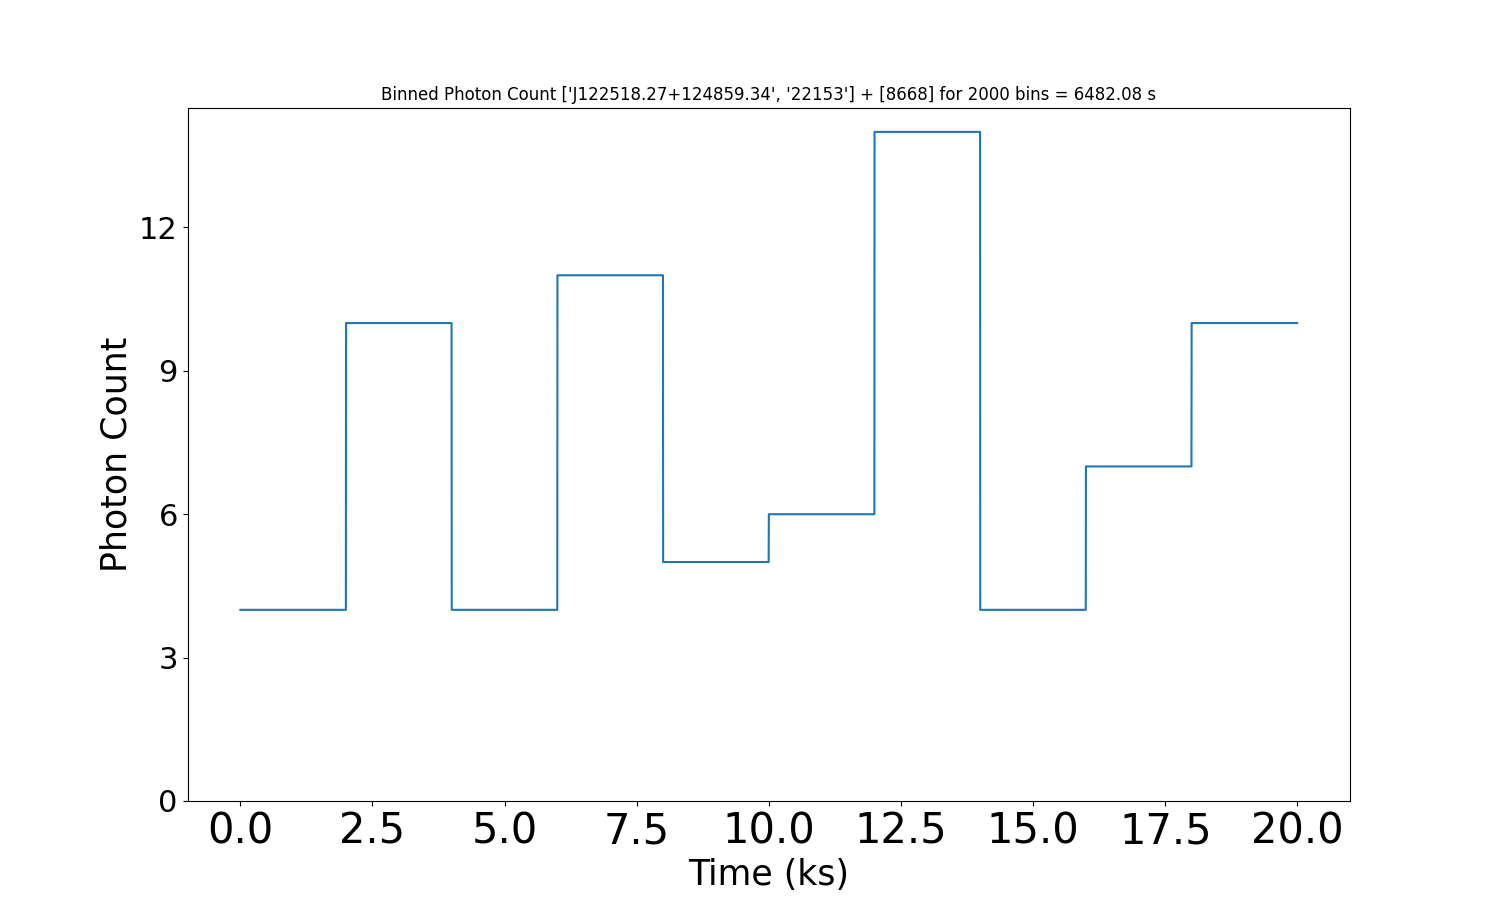 Binned Photon Count ['J122518.27+124859.34', '22153'] + [8668] for 2000 bins = 6482.08 s
12
9
6
3
0
Photon Count
0.0 2.5 5.0 7.5 10.0 12.5 15.0 17.5 20.0
Time (ks)